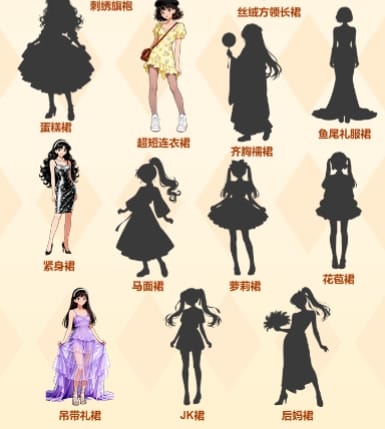 刺绣旗袍
丝绒方领长裙
蛋糕裙
超短连衣裙
齐胸襦裙
鱼尾礼服裙
紧身裙
马面裙
萝莉裙
花苞裙
吊带礼裙
JK裙
后妈裙